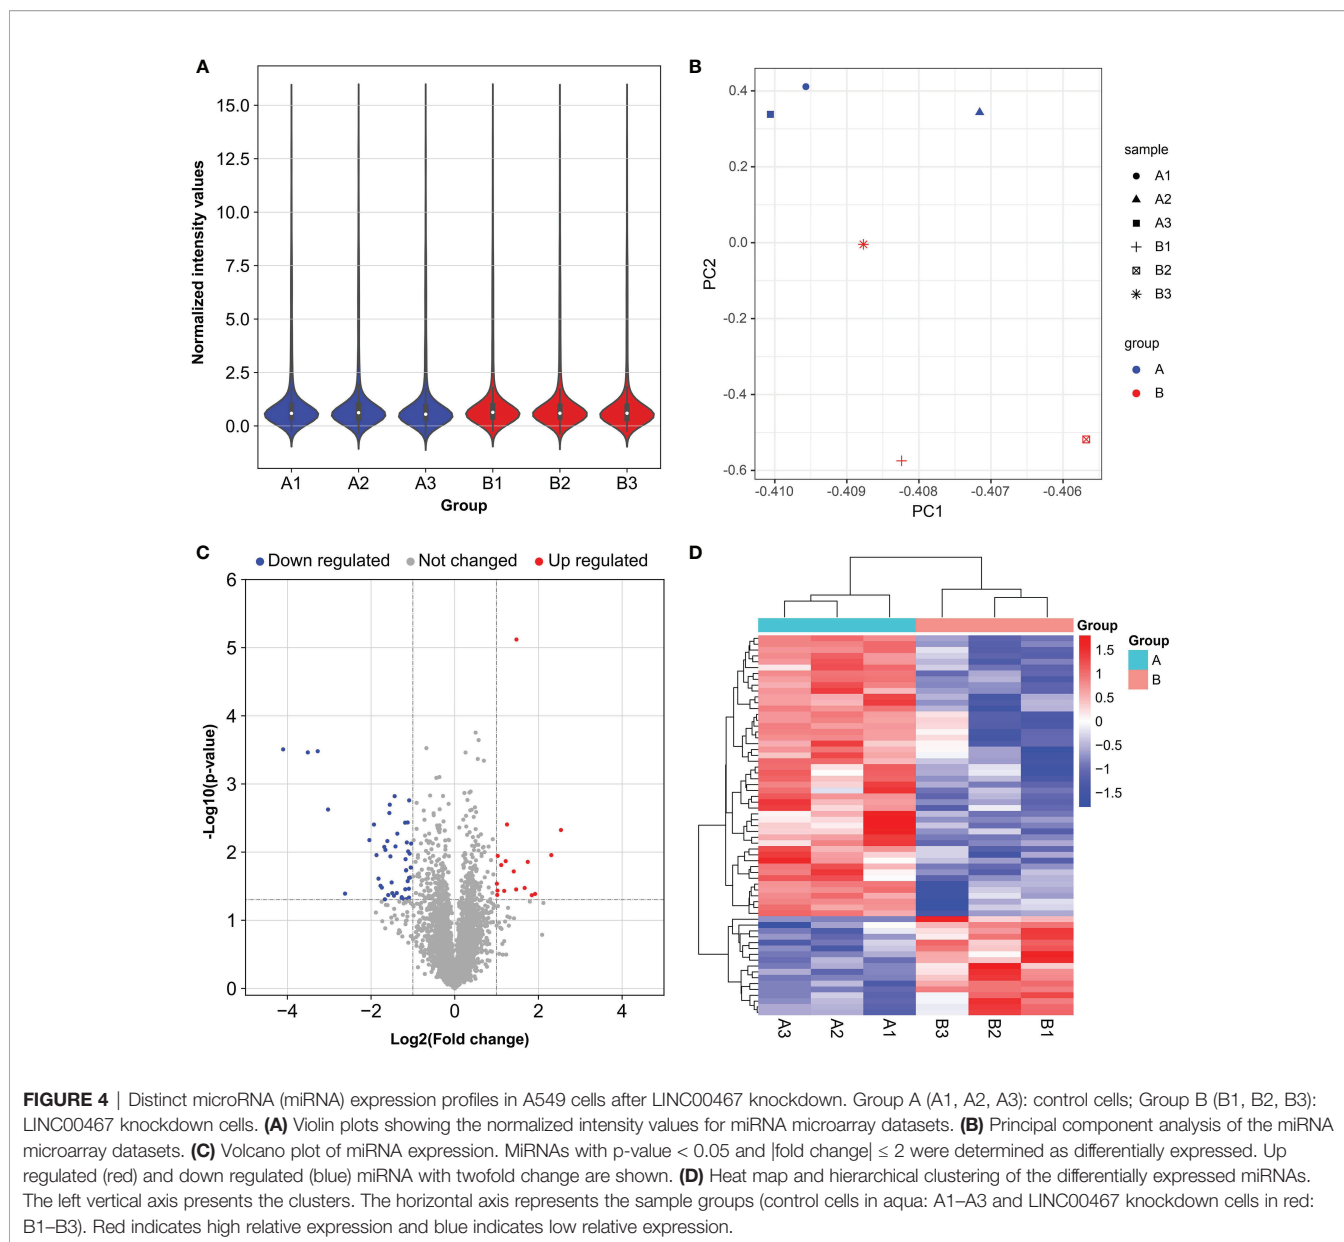 A
15.0
12.5
10.0
7.5
5.0
2.5
0.0
Normalized intensity values
A1 A2 A3 B1 B2 B3
Group
B
0.4
0.2
0.0
-0.2
-0.4
-0.6
PC2
-0.410 -0.409 -0.408 -0.407 -0.406
PC1
sample
A1
A2
A3
B1
B2
B3
group
A
B
C
Down regulated Not changed Up regulated
6
5
4
3
2
1
0
-Log10(p-value)
−4 −2 0 2 4
Log2(Fold change)
D
Group
1.5
1
0.5
0
−0.5
−1
−1.5
Group
A
B
A3 A2 A1 B3 B2 B1
FIGURE 4 | Distinct microRNA (miRNA) expression profiles in A549 cells after LINC00467 knockdown. Group A (A1, A2, A3): control cells; Group B (B1, B2, B3):
LINC00467 knockdown cells. (A) Violin plots showing the normalized intensity values for miRNA microarray datasets. (B) Principal component analysis of the miRNA
microarray datasets. (C) Volcano plot of miRNA expression. MiRNAs with p-value < 0.05 and |fold change| ≤ 2 were determined as differentially expressed. Up
regulated (red) and down regulated (blue) miRNA with twofold change are shown. (D) Heat map and hierarchical clustering of the differentially expressed miRNAs.
The left vertical axis presents the clusters. The horizontal axis represents the sample groups (control cells in aqua: A1–A3 and LINC00467 knockdown cells in red:
B1–B3). Red indicates high relative expression and blue indicates low relative expression.